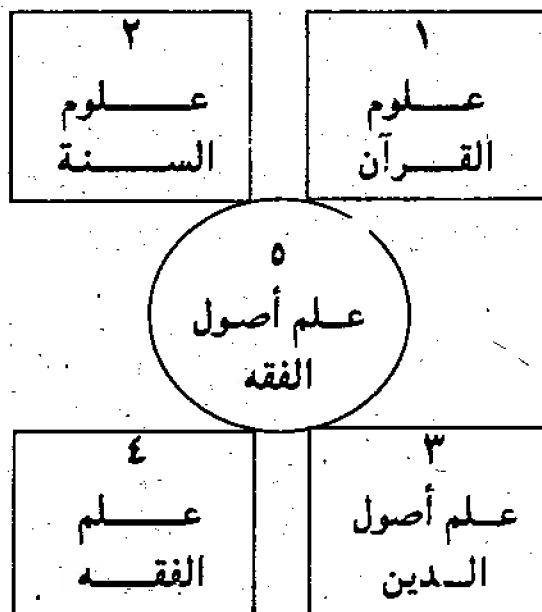 ١
علوم
القرآن
٢
علوم
السنة
٥
علم أصول
الفقه
٣
علم أصول
الدين
٤
علم
الفقه